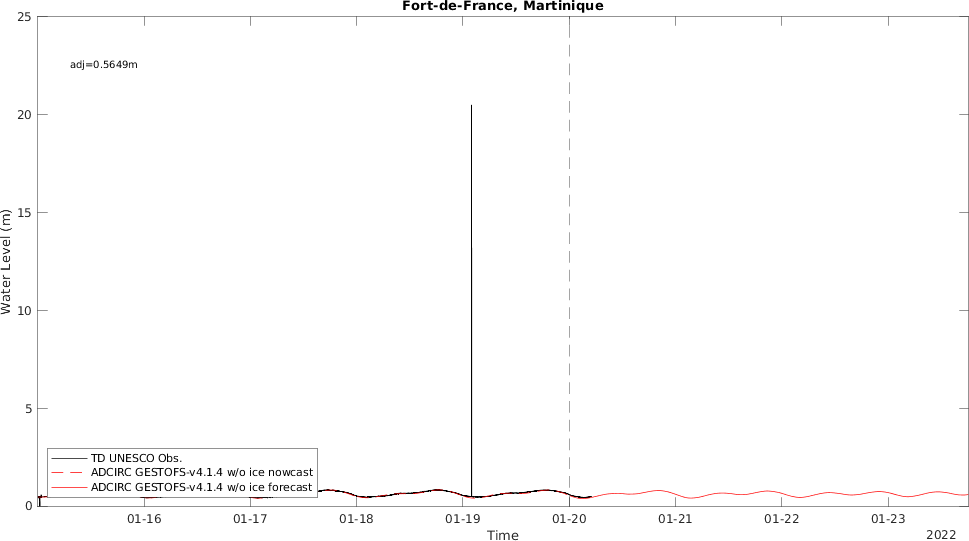 Fort-de-France, Martinique
25
adj=0.5649m
20
15
Water Level (m)
10
5
TD UNESCO Obs.
ADCIRC GESTOFS-v4.1.4 w/o ice nowcast
ADCIRC GESTOFS-v4.1.4 w/o ice forecast
0
01-16 01-17 01-18 01-19 01-20 01-21 01-22 01-23
Time
2022